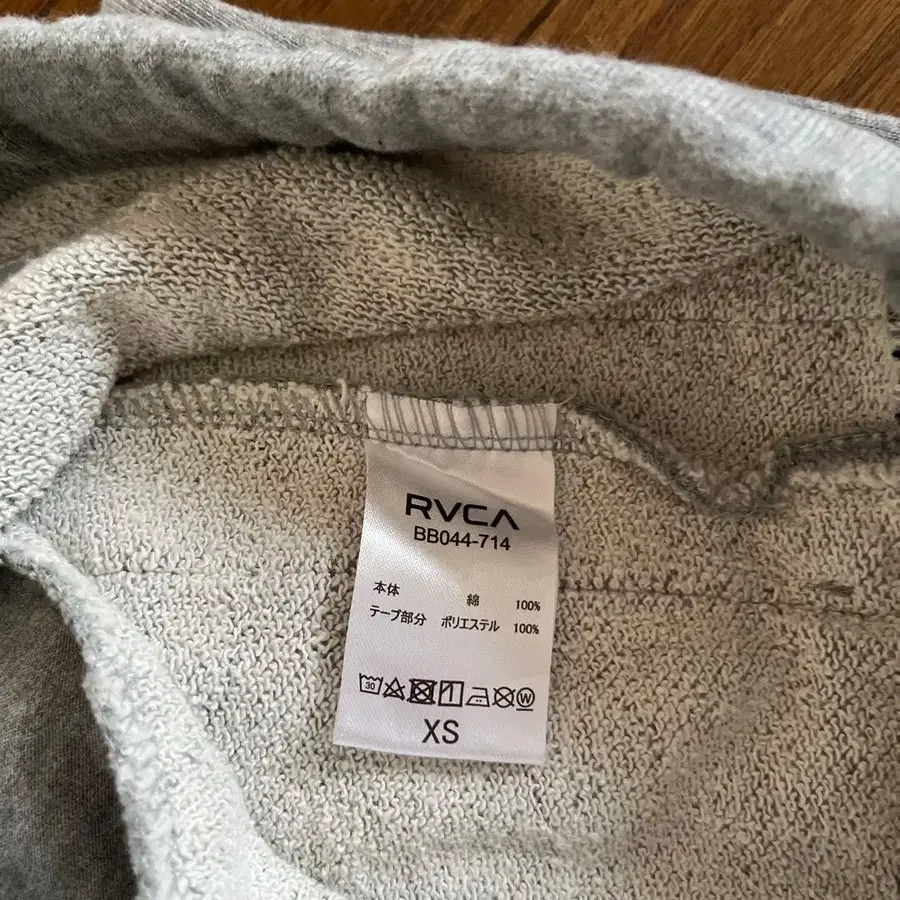 RVCA
BB044-714
本体 綿 100%
テープ部分 ポリエステル 100%
30 W
XS